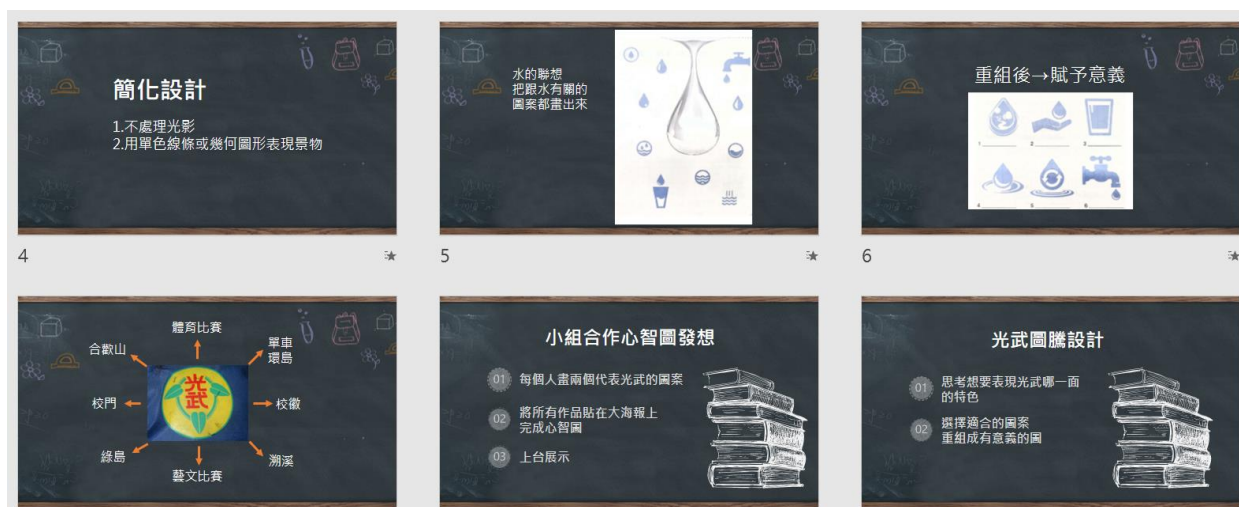 簡化設計
1.不處理光影
2.用單色線條或幾何圖形表現景物
4
水的聯想
把跟水有關的
圖案都畫出來
5
重組後→賦予意義
1
2
3
4
5
6
6
體育比賽
合歡山
單車
環島
光
武
校門
校徽
綠島
溯溪
藝文比賽
小組合作心智圖發想
01 每個人畫兩個代表光武的圖案
02 將所有作品貼在大海報上
完成心智圖
03 上台展示
光武圖騰設計
01 思考想要表現光武哪一面
的特色
02 選擇適合的圖案
重組成有意義的圖